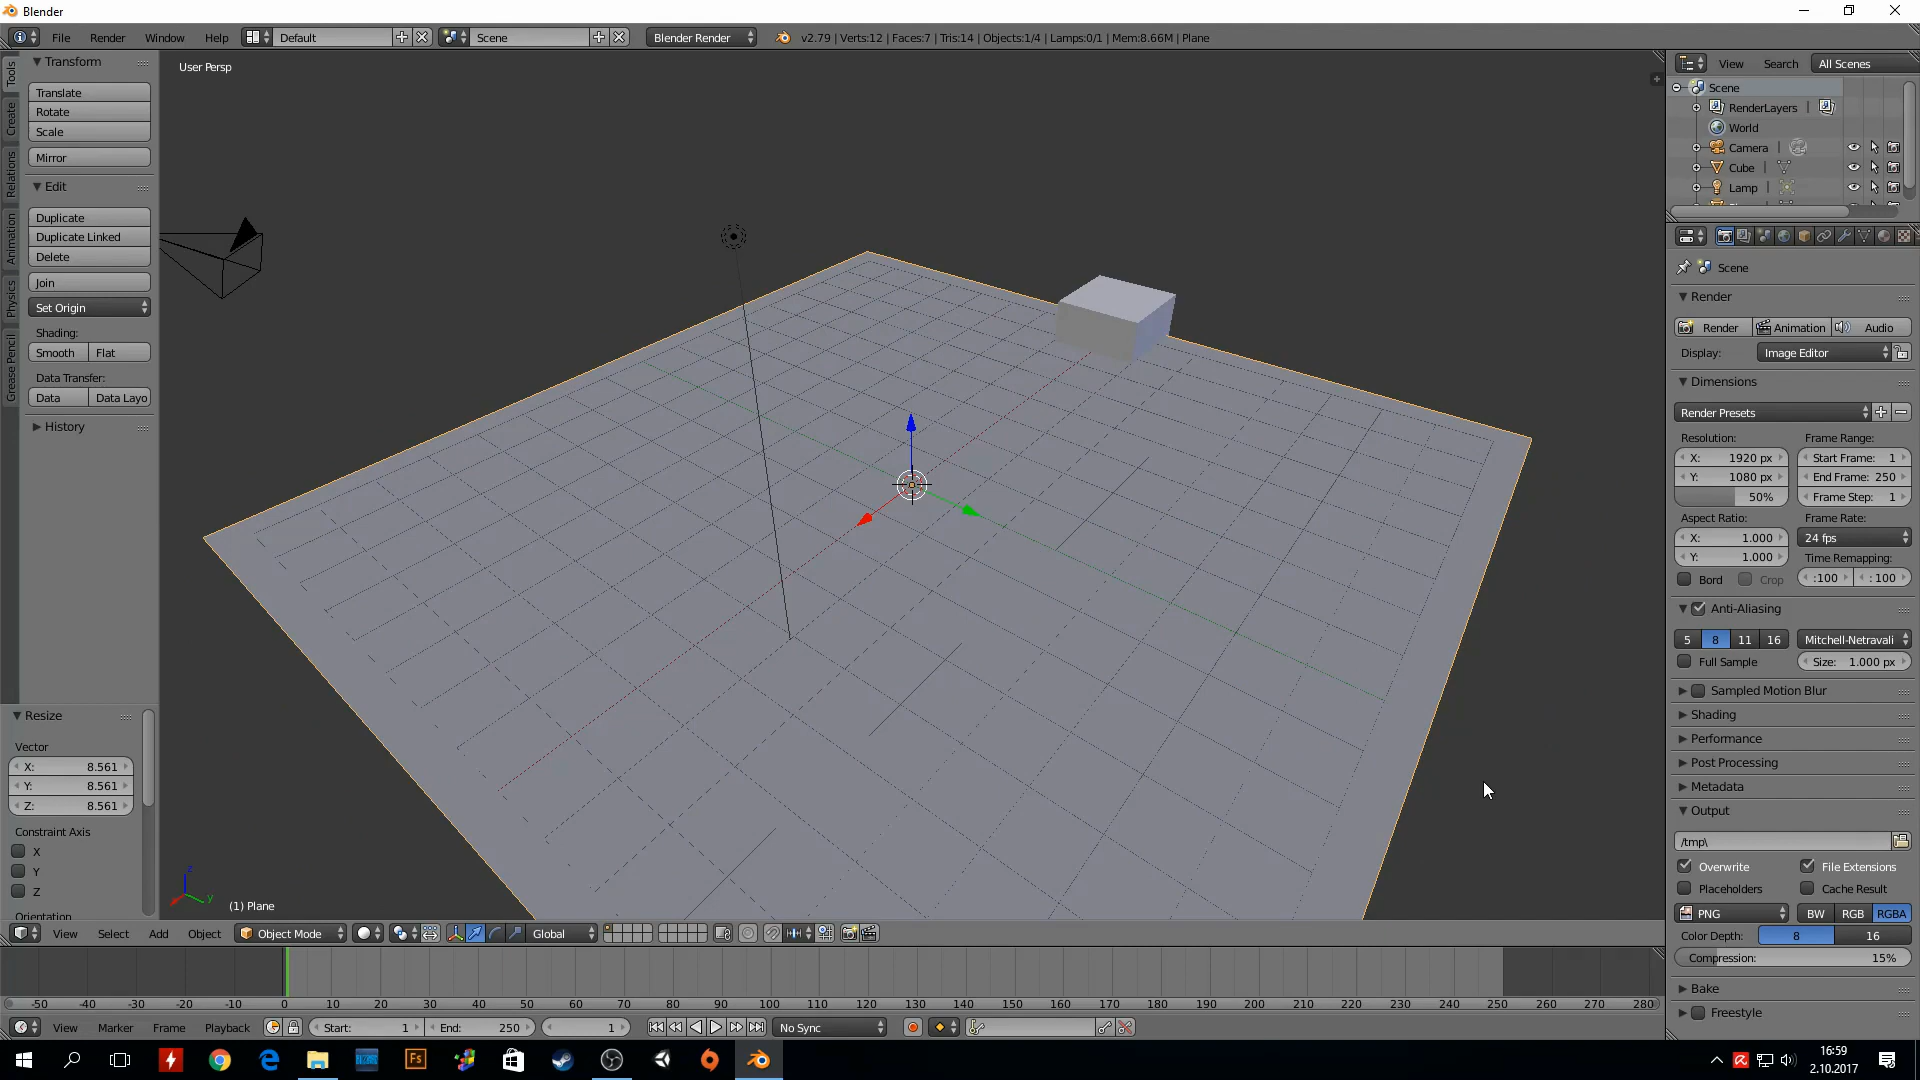 Blender
File Render Window Help Default Scene Blender Render v2.79 | Verts:12 | Faces:7 | Tris:14 | Objects:1/4 | Lamps:0/1 | Mem:8.66M | Plane
Tools
Create
Relations
Animation
Physics
Grease Pencil
Transform
Translate
Rotate
Scale
Mirror
Edit
Duplicate
Duplicate Linked
Delete
Join
Set Origin
Shading:
Smooth Flat
Data Transfer:
Data Data Layo
History
Resize
Vector
X: 8.561
Y: 8.561
Z: 8.561
Constraint Axis
X
Y
Z
Orientation
User Persp
z
y
(1) Plane
View Select Add Object Object Mode Global
-50 -40 -30 -20 -10 0 10 20 30 40 50 60 70 80 90 100 110 120 130 140 150 160 170 180 190 200 210 220 230 240 250 260 270 280
View Marker Frame Playback Start: 1 End: 250 1 No Sync
View Search All Scenes
Scene
RenderLayers
World
Camera
Cube
Lamp
Scene
Render
Render Animation Audio
Display: Image Editor
Dimensions
Render Presets
Resolution: Frame Range:
X: 1920 px Start Frame: 1
Y: 1080 px End Frame: 250
50% Frame Step: 1
Aspect Ratio: Frame Rate:
X: 1.000 24 fps
Y: 1.000 Time Remapping:
Bord Crop :100 : 100
Anti-Aliasing
5 8 11 16 Mitchell-Netravali
Full Sample Size: 1.000 px
Sampled Motion Blur
Shading
Performance
Post Processing
Metadata
Output
/tmp\
Overwrite File Extensions
Placeholders Cache Result
PNG BW RGB RGBA
Color Depth: 8 16
Compression: 15%
Bake
Freestyle
Fs
16:59
2.10.2017